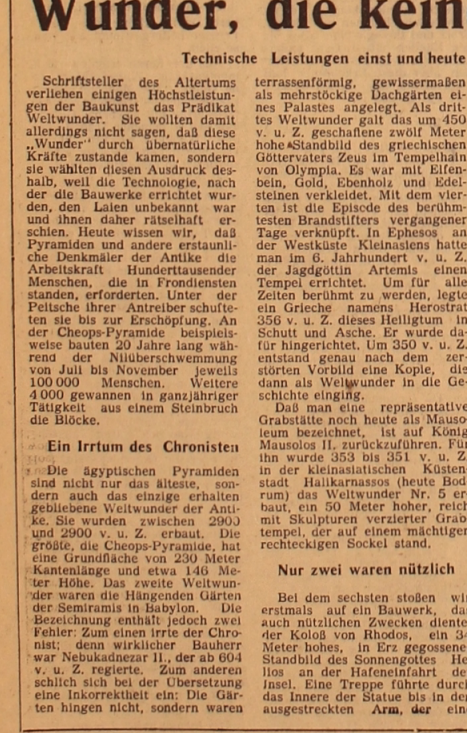 Wunder, die kein
Technische Leistungen einst und heute
Schriftsteller des Altertums
verliehen einigen Höchstleistun-
gen der Baukunst das Prädikat
Weltwunder. Sie wollten damit
allerdings nicht sagen, daß diese
„Wunder" durch übernatürliche
Kräfte zustande kamen, sondern
sie wählten diesen Ausdruck des-
halb, weil die Technologie, nach
der die Bauwerke errichtet wur-
den, den Laien unbekannt war
und ihnen daher rätselhaft er-
schien. Heute wissen wir, daß
Pyramiden und andere erstaunli-
che Denkmäler der Antike die
Arbeitskraft Hunderttausender
Menschen, die in Frondiensten
standen, erforderten. Unter der
Peitsche ihrer Antreiber schufte-
ten sie bis zur Erschöpfung. An
der Cheops-Pyramide beispiels-
weise bauten 20 Jahre lang wäh-
rend der Nilüberschwemmung
von Juli bis November jeweils
100 000 Menschen. Weitere
4 000 gewannen in ganzjähriger
Tätigkeit aus einem Steinbruch
die Blöcke.
Ein Irrtum des Chronisten
Die ägyptischen Pyramiden
sind nicht nur das älteste, son-
dern auch das einzige erhalten
gebliebene Weltwunder der Anti-
ke. Sie wurden zwischen 2900
und 2900 v. u. Z. erbaut. Die
größte, die Cheops-Pyramide, hat
eine Grundfläche von 230 Meter
Kantenlänge und etwa 146 Me-
ter Höhe. Das zweite Weltwun-
der waren die Hängenden Gärten
der Semiramis in Babylon. Die
Bezeichnung enthält jedoch zwei
Fehler: Zum einen irrte der Chro-
nist; denn wirklicher Bauherr
war Nebukadnezar II., der ab 604
v. u. Z. regierte. Zum anderen
schlich sich bei der Übersetzung
eine Inkorrektheit ein: Die Gär-
ten hingen nicht, sondern waren
terrassenförmig, gewissermaßen
als mehrstöckige Dachgärten ei-
nes Palastes angelegt. Als drit-
tes Weltwunder galt das um 450
v. u. Z. geschaffene zwölf Meter
hohe Standbild des griechischen
Göttervaters Zeus im Tempelhain
von Olympia. Es war mit Elfen-
bein, Gold, Ebenholz und Edel-
steinen verkleidet. Mit dem vier-
ten ist die Episode des berühm-
testen Brandstifters vergangener
Tage verknüpft. In Ephesos an
der Westküste Kleinasiens hatte
man im 6. Jahrhundert v. u. Z.
der Jagdgöttin Artemis einen
Tempel errichtet. Um für alle
Zeiten berühmt zu werden, legte
ein Grieche namens Herostrat
356 v. u. Z. dieses Heiligtum in
Schutt und Asche. Er wurde da-
für hingerichtet. Um 350 v. u. Z.
entstand genau nach dem zer-
störten Vorbild eine Kopie, die
dann als Weltwunder in die Ge-
schichte einging.
Daß man eine repräsentative
Grabstätte noch heute als Mauso-
leum bezeichnet, ist auf König
Mausolos II. zurückzuführen. Für
ihn wurde 353 bis 351 v. u. Z.
in der kleinasiatischen Küsten-
stadt Halikarnassos (heute Bod-
rum) das Weltwunder Nr. 5 er-
baut, ein 50 Meter hoher, reich
mit Skulpturen verzierter Grab-
tempel, der auf einem mächtigen
rechteckigen Sockel stand.
Nur zwei waren nützlich
Bei dem sechsten stoßen wir
erstmals auf ein Bauwerk, das
auch nützlichen Zwecken diente:
der Koloß von Rhodos, ein 3
Meter hohes, in Erz gegossene
Standbild des Sonnengottes He
lios an der Hafeneinfahrt de
Insel. Eine Treppe führte durch
das Innere der Statue bis in den
ausgestreckten Arm, der ein